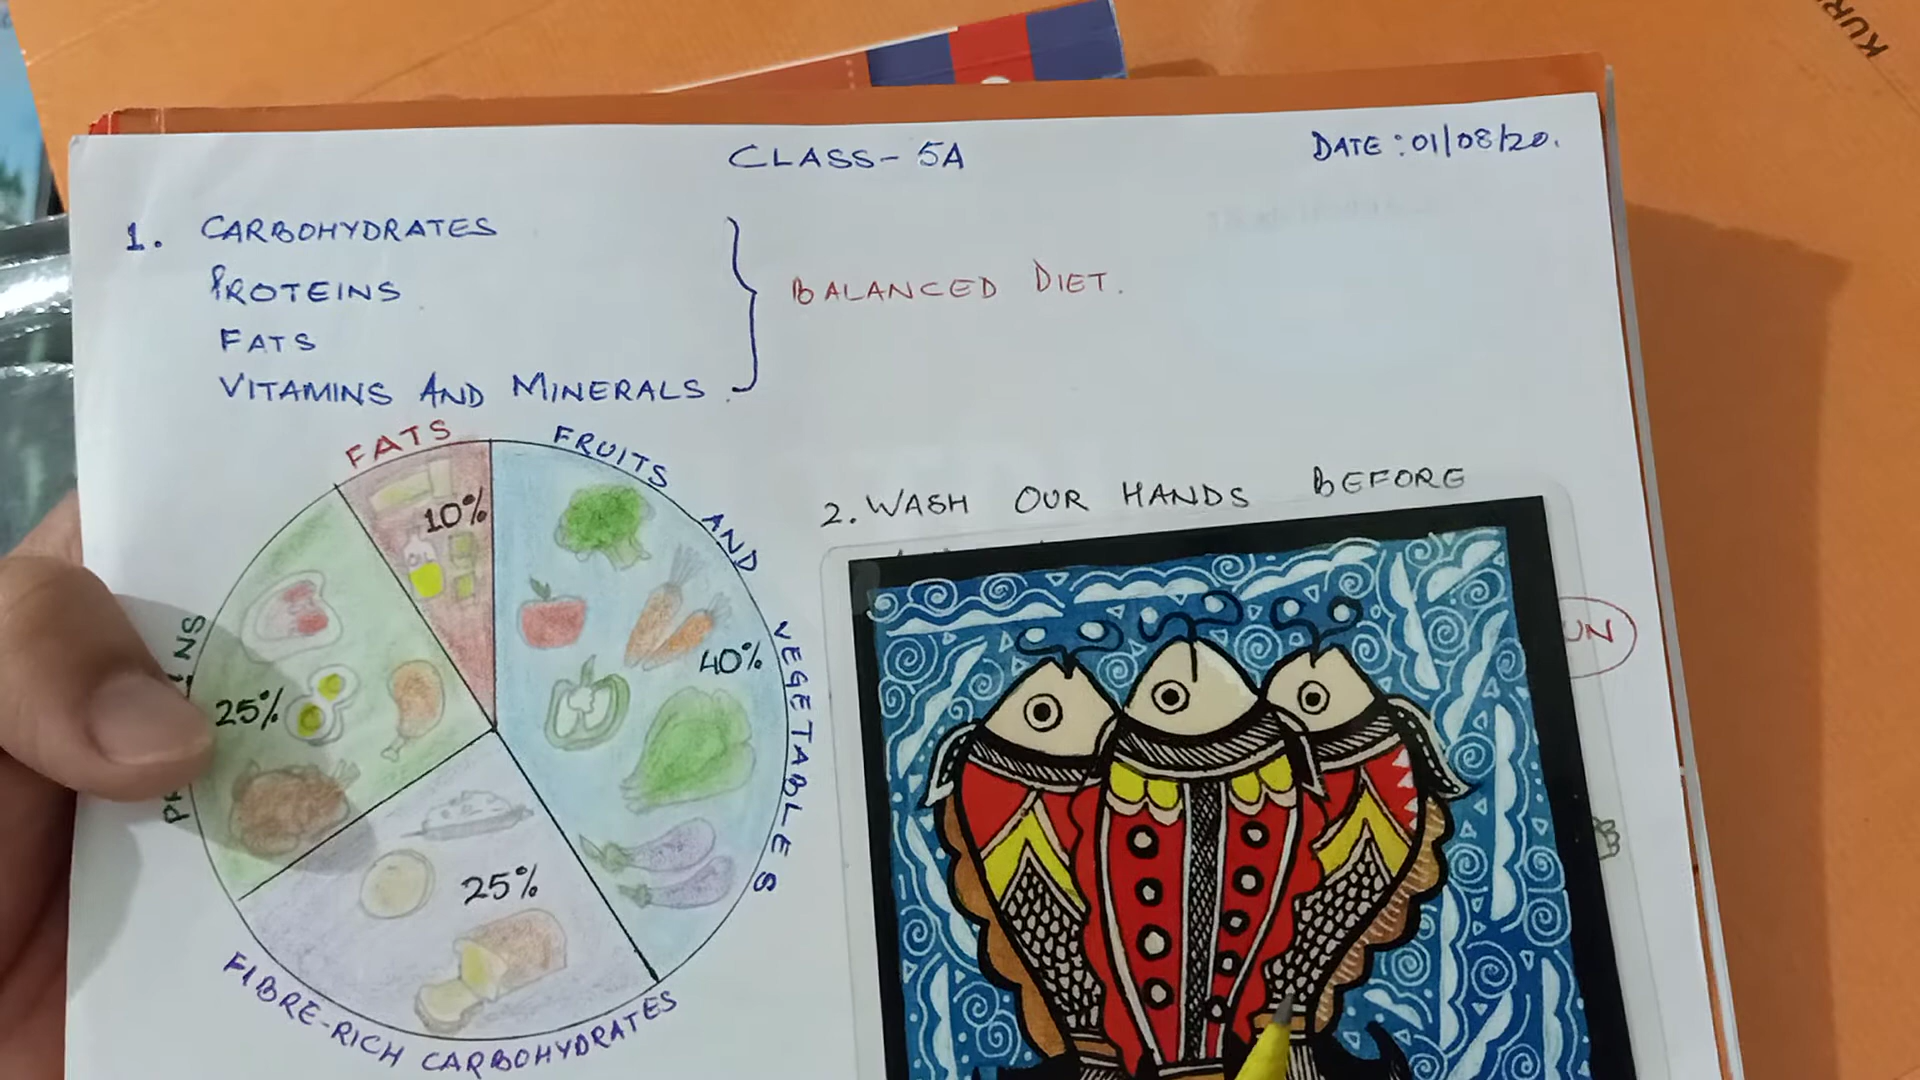 KUR
CLASS- 5A
DATE : 01/08/20.
1. CARBOHYDRATES
PROTEINS
FATS
VITAMINS AND MINERALS.
BALANCED DIET.
FATS
10%
FRUITS AND VEGETABLES
40%
25%
25%
FIBRE-RICH CARBOHYDRATES
2. WASH OUR HANDS BEFORE